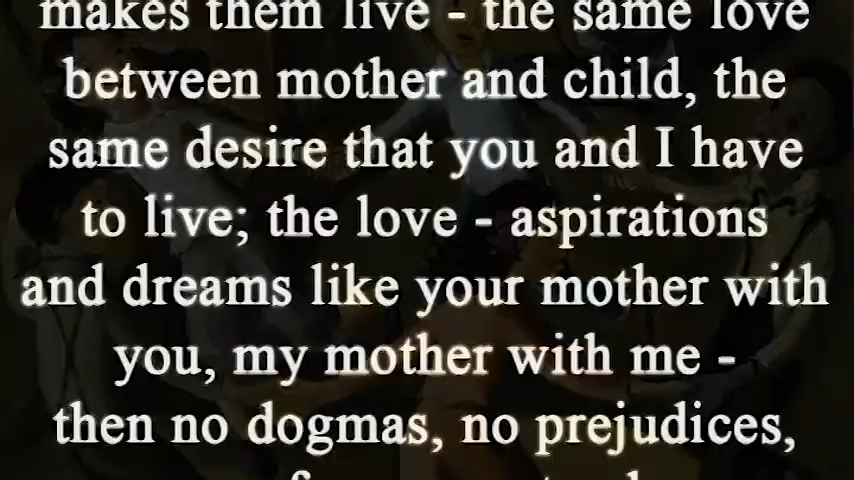 makes them live - the same love
between mother and child, the
same desire that you and I have
to live; the love - aspirations
and dreams like your mother with
you, my mother with me -
then no dogmas, no prejudices,